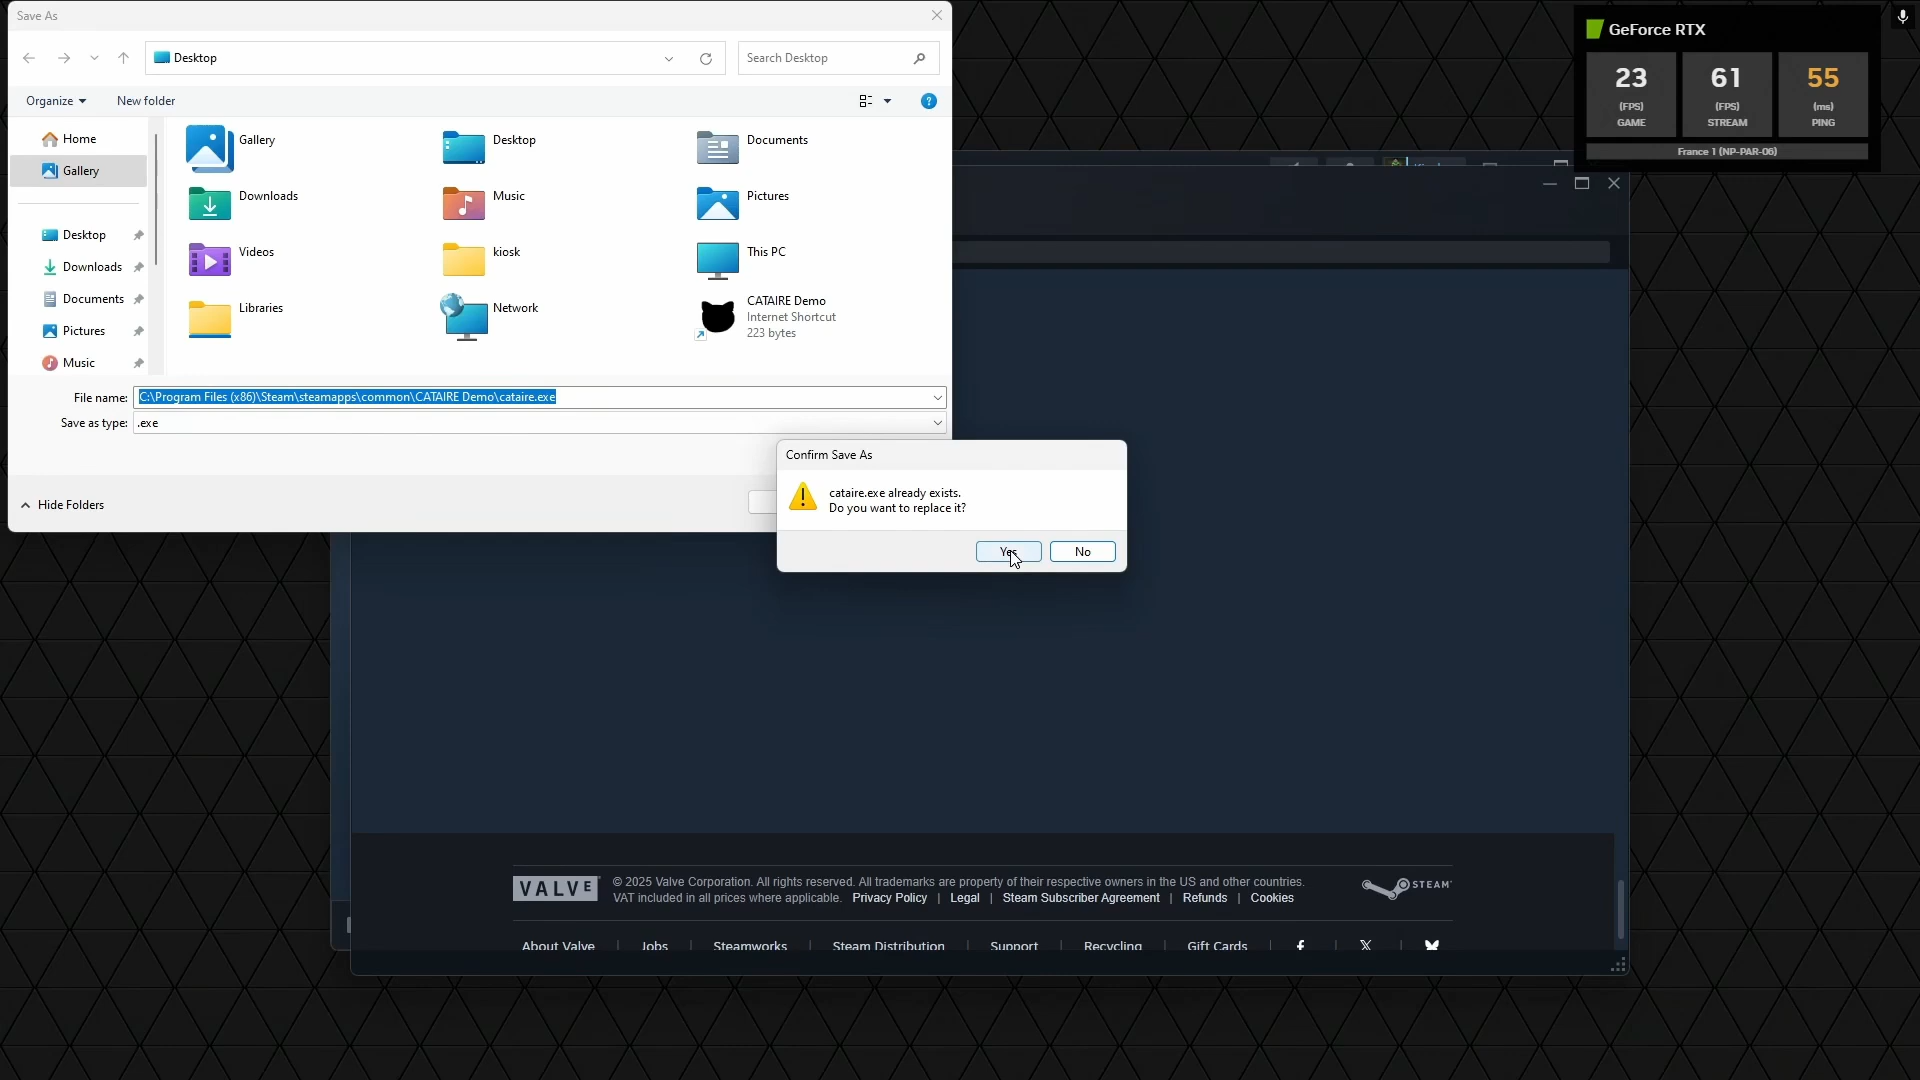 Save As
Desktop
Search Desktop
Organize
New folder
Home
Gallery
Desktop
Downloads
Documents
Pictures
Music
Gallery
Desktop
Documents
Downloads
Music
Pictures
Videos
kiosk
This PC
Libraries
Network
CATAIRE Demo
Internet Shortcut
223 bytes
File name: C:\Program Files (x86)\Steam\steamapps\common\CATAIRE Demo\cataire.exe
Save as type: .exe
Hide Folders
Confirm Save As
cataire.exe already exists.
Do you want to replace it?
Yes
No
GeForce RTX
23 61 55
(FPS) (FPS) (ms)
GAME STREAM PING
France 1 (NP-PAR-06)
VALVE
© 2025 Valve Corporation. All rights reserved. All trademarks are property of their respective owners in the US and other countries.
VAT included in all prices where applicable. Privacy Policy | Legal | Steam Subscriber Agreement | Refunds | Cookies
STEAM
About Valve | Jobs | Steamworks | Steam Distribution | Support | Recycling | Gift Cards